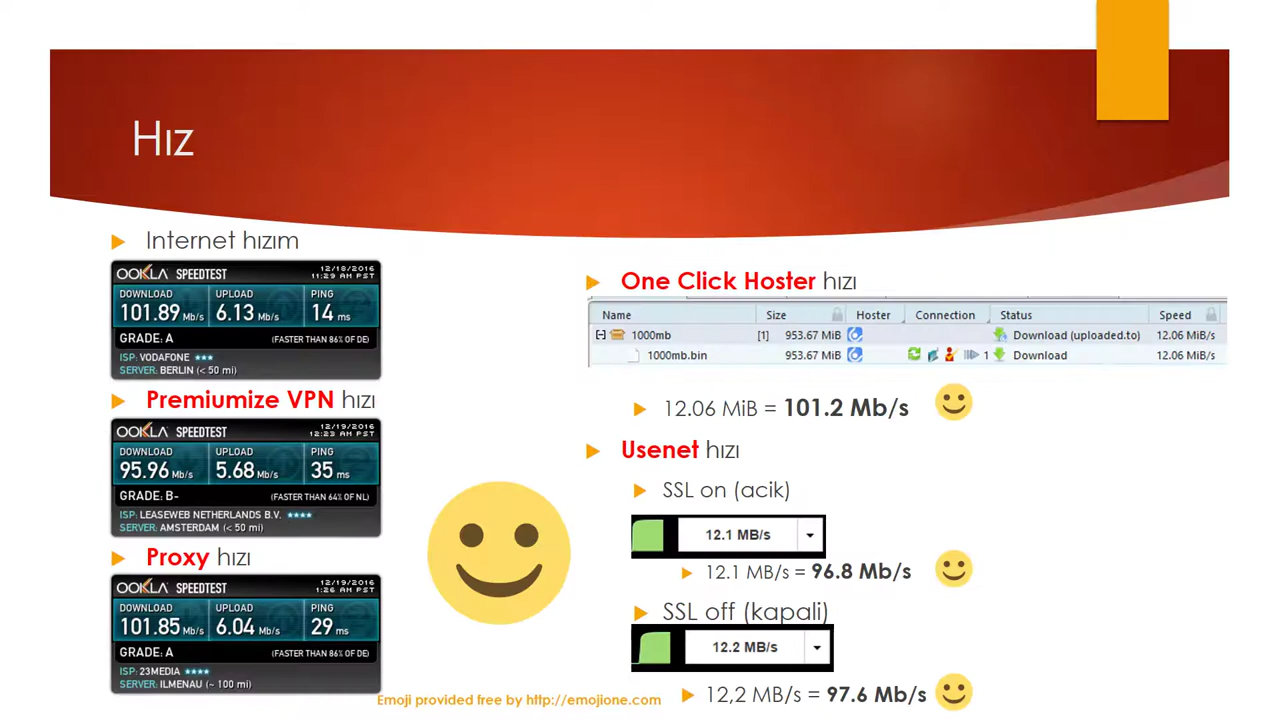 Hız
Internet hızım
OOKLA SPEEDTEST 12/18/2016 11:29 AM PST
DOWNLOAD UPLOAD PING
101.89 Mb/s 6.13 Mb/s 14 ms
GRADE: A (FASTER THAN 86% OF DE)
ISP: VODAFONE ★★★
SERVER: BERLIN (< 50 mi)
Premiumize VPN hızı
OOKLA SPEEDTEST 12/19/2016 12:23 AM PST
DOWNLOAD UPLOAD PING
95.96 Mb/s 5.68 Mb/s 35 ms
GRADE: B- (FASTER THAN 64% OF NL)
ISP: LEASEWEB NETHERLANDS B.V. ★★★★
SERVER: AMSTERDAM (< 50 mi)
Proxy hızı
OOKLA SPEEDTEST 12/19/2016 1:26 AM PST
DOWNLOAD UPLOAD PING
101.85 Mb/s 6.04 Mb/s 29 ms
GRADE: A (FASTER THAN 86% OF DE)
ISP: 23MEDIA ★★★★
SERVER: ILMENAU (~ 100 mi)
One Click Hoster hızı
Name Size Hoster Connection Status Speed
1000mb [1] 953.67 MiB Download (uploaded.to) 12.06 MiB/s
1000mb.bin 953.67 MiB 1 Download 12.06 MiB/s
12.06 MiB = 101.2 Mb/s
Usenet hızı
SSL on (acik)
12.1 MB/s
12.1 MB/s = 96.8 Mb/s
SSL off (kapali)
12.2 MB/s
12,2 MB/s = 97.6 Mb/s
Emoji provided free by http://emojione.com